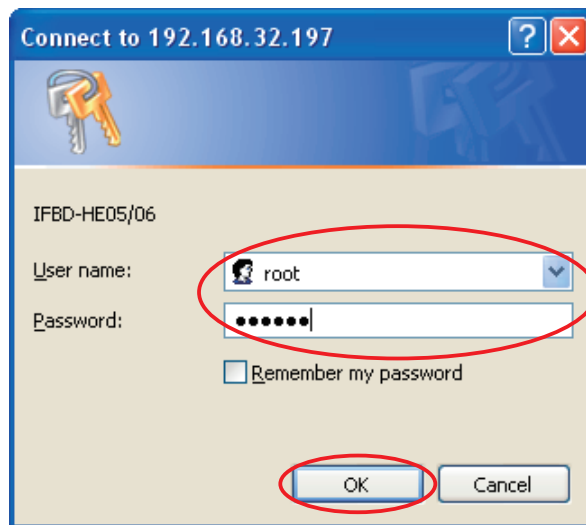 Connect to 192.168.32.197
IFBD-HE05/06
User name: root
Password: ••••••
Remember my password
OK Cancel